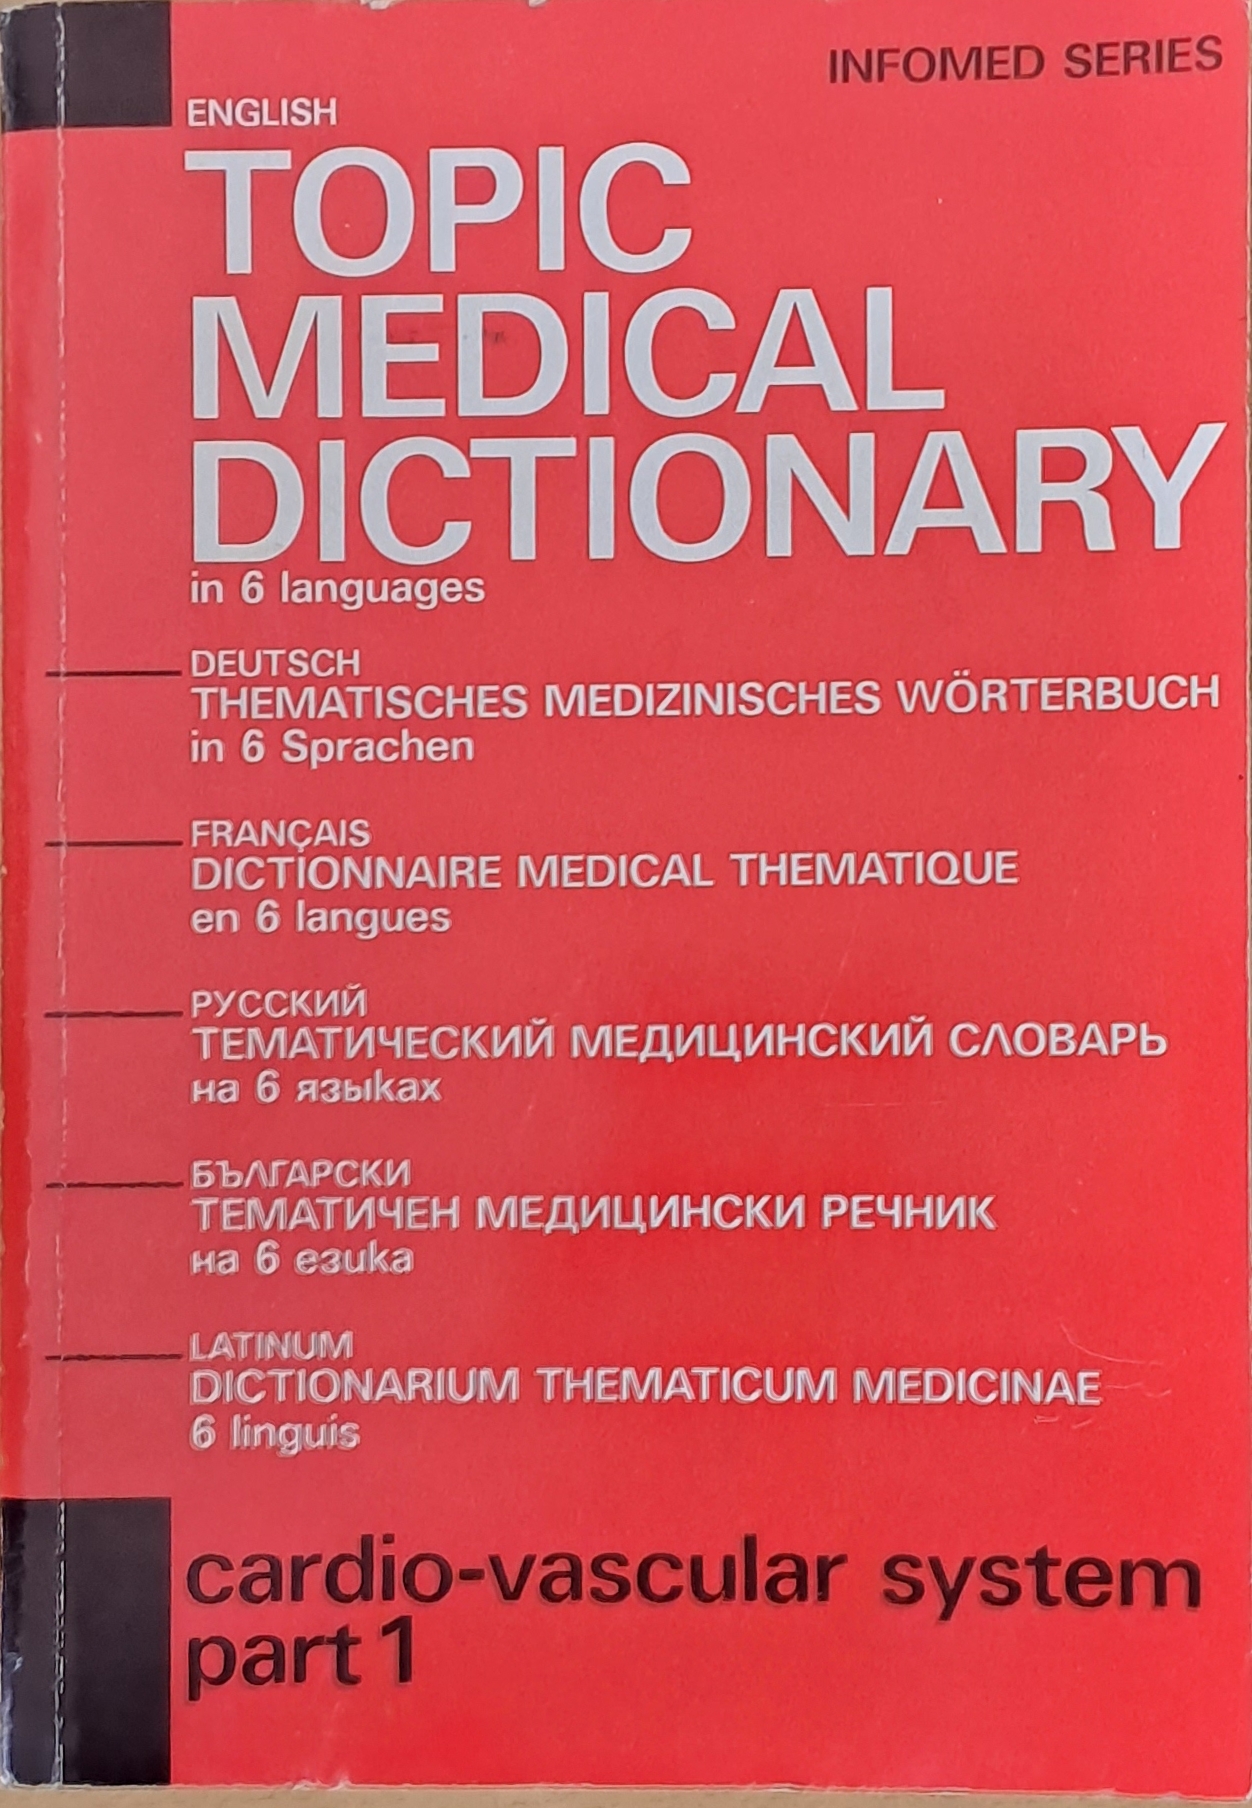 INFOMED SERIES
ENGLISH
TOPIC
MEDICAL
DICTIONARY
in 6 languages
DEUTSCH
THEMATISCHES MEDIZINISCHES WÖRTERBUCH
in 6 Sprachen
FRANÇAIS
DICTIONNAIRE MEDICAL THEMATIQUE
en 6 langues
РУССКИЙ
ТЕМАТИЧЕСКИЙ МЕДИЦИНСКИЙ СЛОВАРЬ
на 6 языках
БЪЛГАРСКИ
ТЕМАТИЧЕН МЕДИЦИНСКИ РЕЧНИК
на 6 езика
LATINUM
DICTIONARIUM THEMATICUM MEDICINAE
6 linguis
cardio-vascular system
part 1